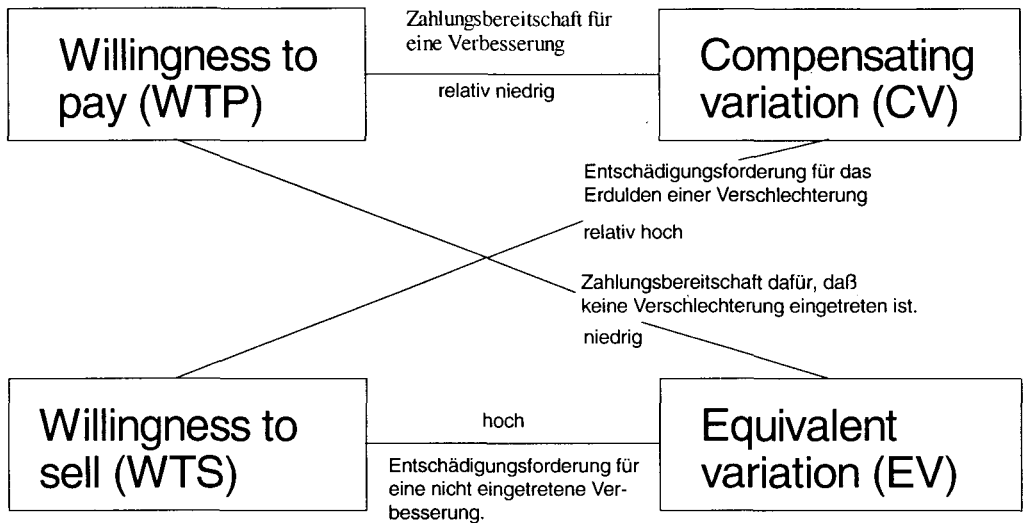 Willingness to
pay (WTP)
Zahlungsbereitschaft für
eine Verbesserung
relativ niedrig
Compensating
variation (CV)
Entschädigungsforderung für das
Erdulden einer Verschlechterung
relativ hoch
Zahlungsbereitschaft dafür, daß
keine Verschlechterung eingetreten ist.
niedrig
Willingness to
sell (WTS)
hoch
Entschädigungsforderung für
eine nicht eingetretene Ver-
besserung.
Equivalent
variation (EV)